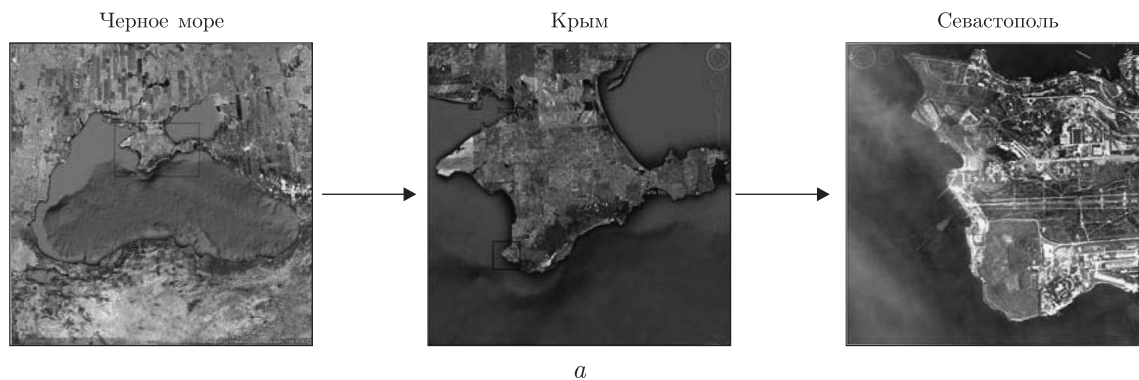 Черное море
Крым
Севастополь
а